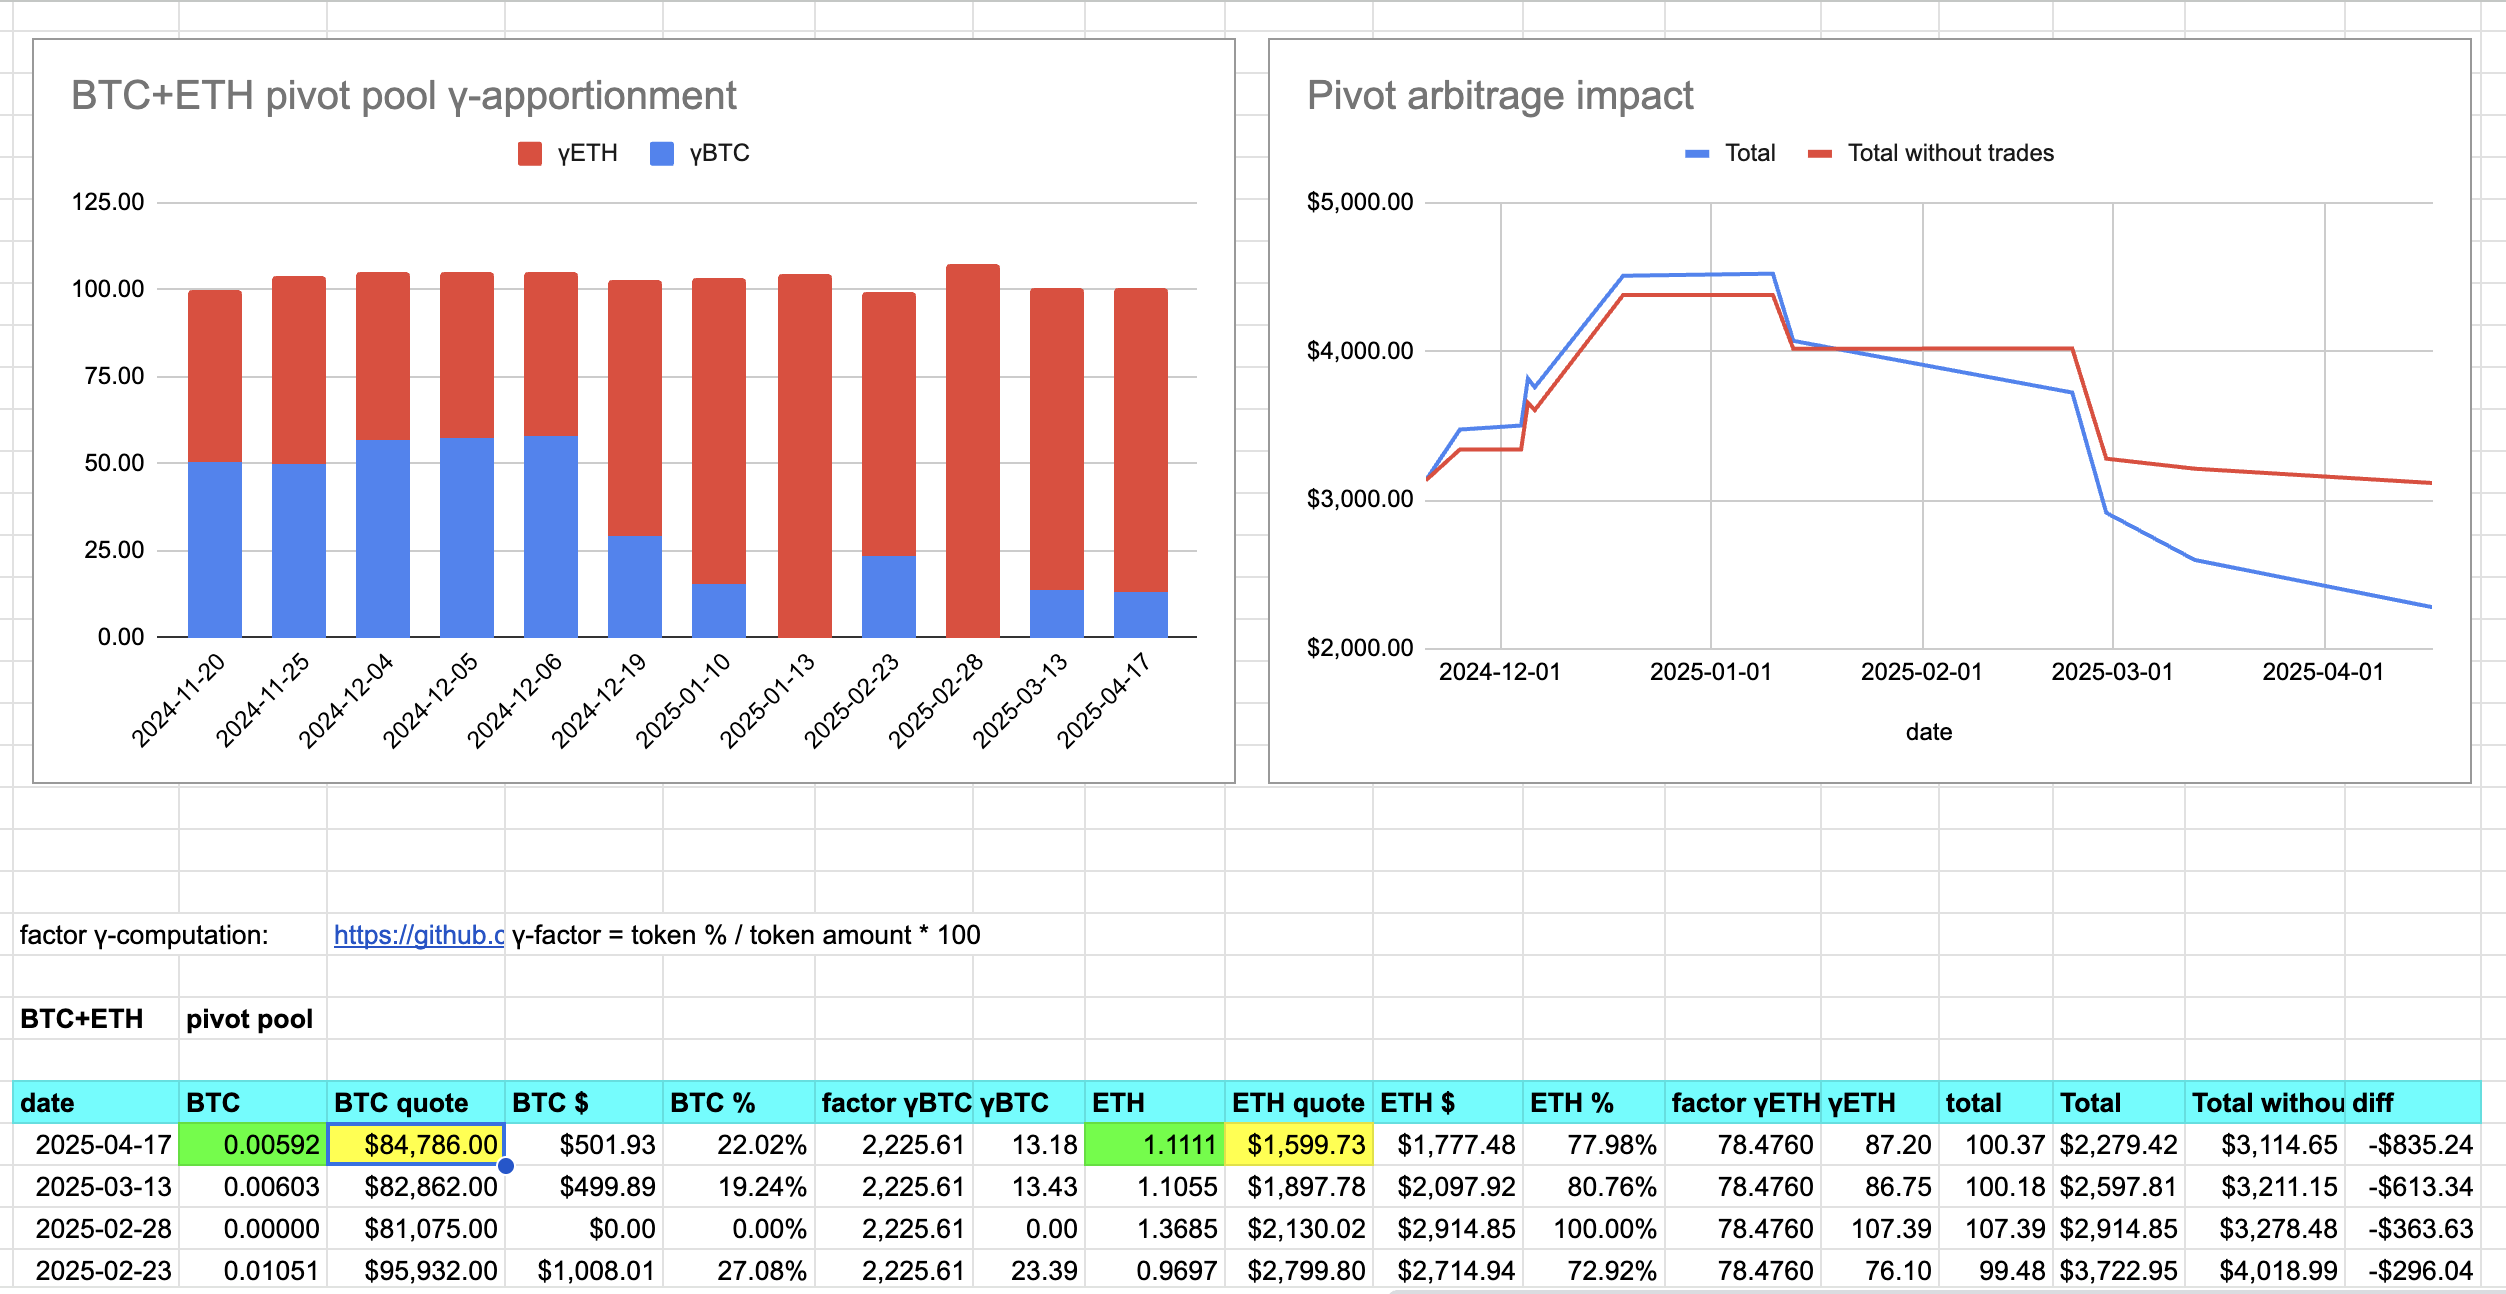 BTC+ETH pivot pool γ-apportionment
γETH γBTC
125.00
100.00
75.00
50.00
25.00
0.00
2024-11-20 2024-11-25 2024-12-04 2024-12-05 2024-12-06 2024-12-19 2025-01-10 2025-01-13 2025-02-23 2025-02-28 2025-03-13 2025-04-17
Pivot arbitrage impact
Total Total without trades
$5,000.00
$4,000.00
$3,000.00
$2,000.00
2024-12-01 2025-01-01 2025-02-01 2025-03-01 2025-04-01
date
factor γ-computation: https://github.c γ-factor = token % / token amount * 100
BTC+ETH pivot pool
date BTC BTC quote BTC $ BTC % factor γBTC γBTC ETH ETH quote ETH $ ETH % factor γETH γETH total Total Total withou diff
2025-04-17 0.00592 $84,786.00 $501.93 22.02% 2,225.61 13.18 1.1111 $1,599.73 $1,777.48 77.98% 78.4760 87.20 100.37 $2,279.42 $3,114.65 -$835.24
2025-03-13 0.00603 $82,862.00 $499.89 19.24% 2,225.61 13.43 1.1055 $1,897.78 $2,097.92 80.76% 78.4760 86.75 100.18 $2,597.81 $3,211.15 -$613.34
2025-02-28 0.00000 $81,075.00 $0.00 0.00% 2,225.61 0.00 1.3685 $2,130.02 $2,914.85 100.00% 78.4760 107.39 107.39 $2,914.85 $3,278.48 -$363.63
2025-02-23 0.01051 $95,932.00 $1,008.01 27.08% 2,225.61 23.39 0.9697 $2,799.80 $2,714.94 72.92% 78.4760 76.10 99.48 $3,722.95 $4,018.99 -$296.04